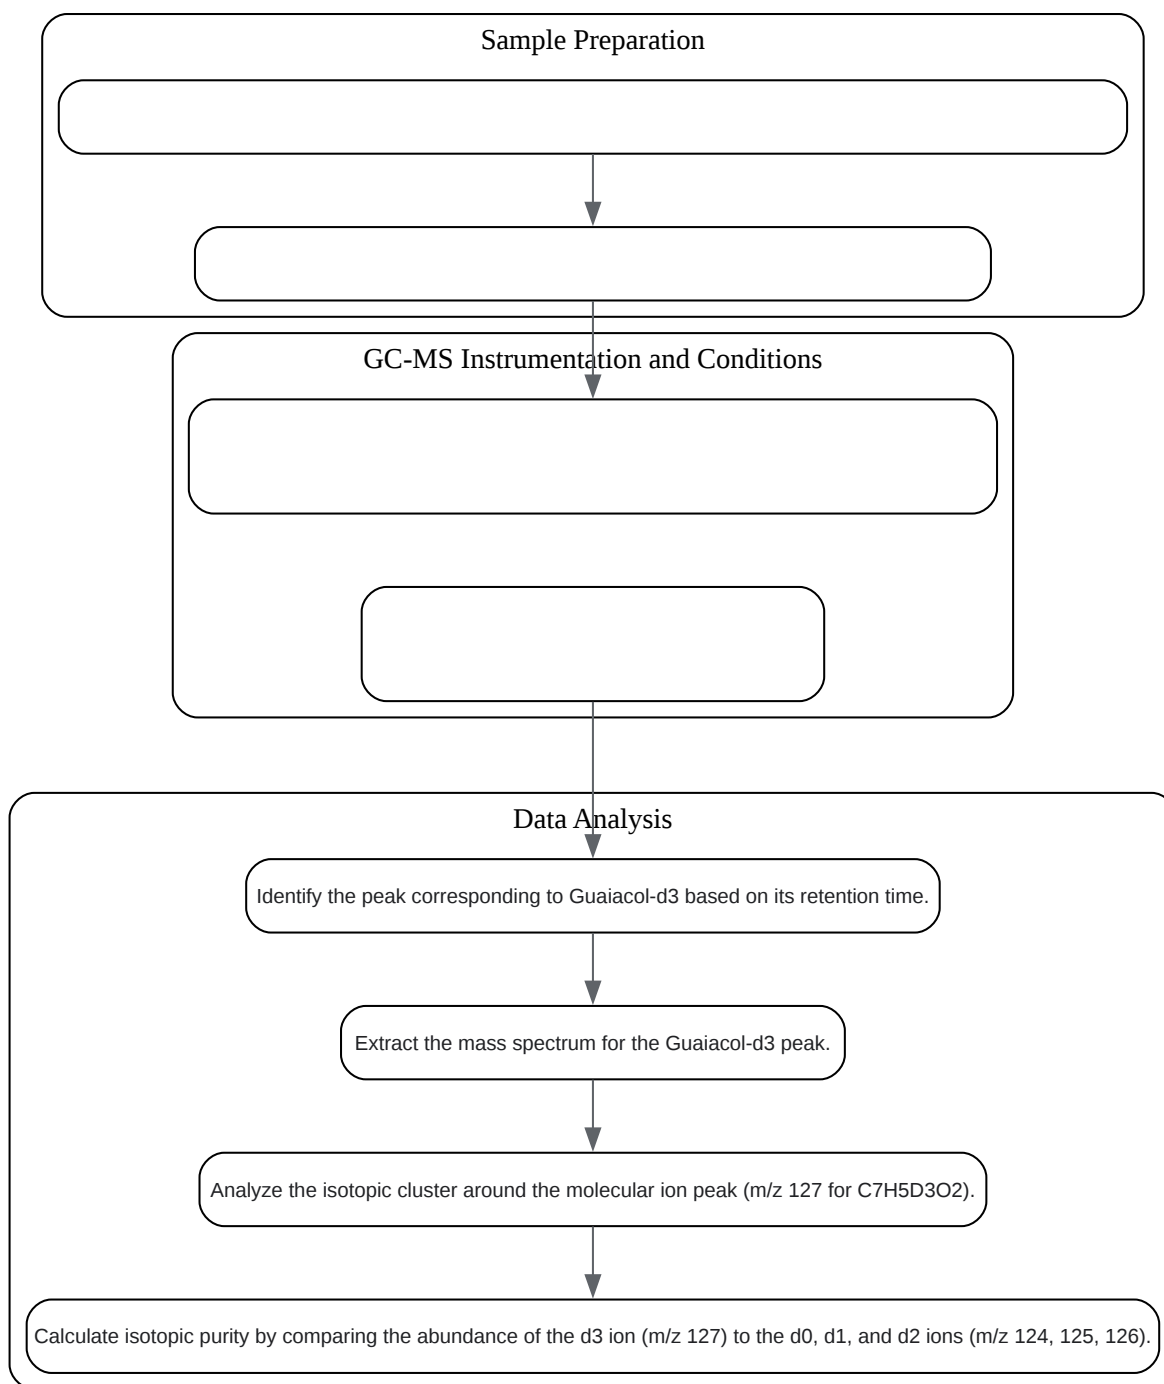 Sample Preparation
GC-MS Instrumentation and Conditions
Data Analysis
Identify the peak corresponding to Guaiacol-d3 based on its retention time.
Extract the mass spectrum for the Guaiacol-d3 peak.
Analyze the isotopic cluster around the molecular ion peak (m/z 127 for C7H5D3O2).
Calculate isotopic purity by comparing the abundance of the d3 ion (m/z 127) to the d0, d1, and d2 ions (m/z 124, 125, 126).